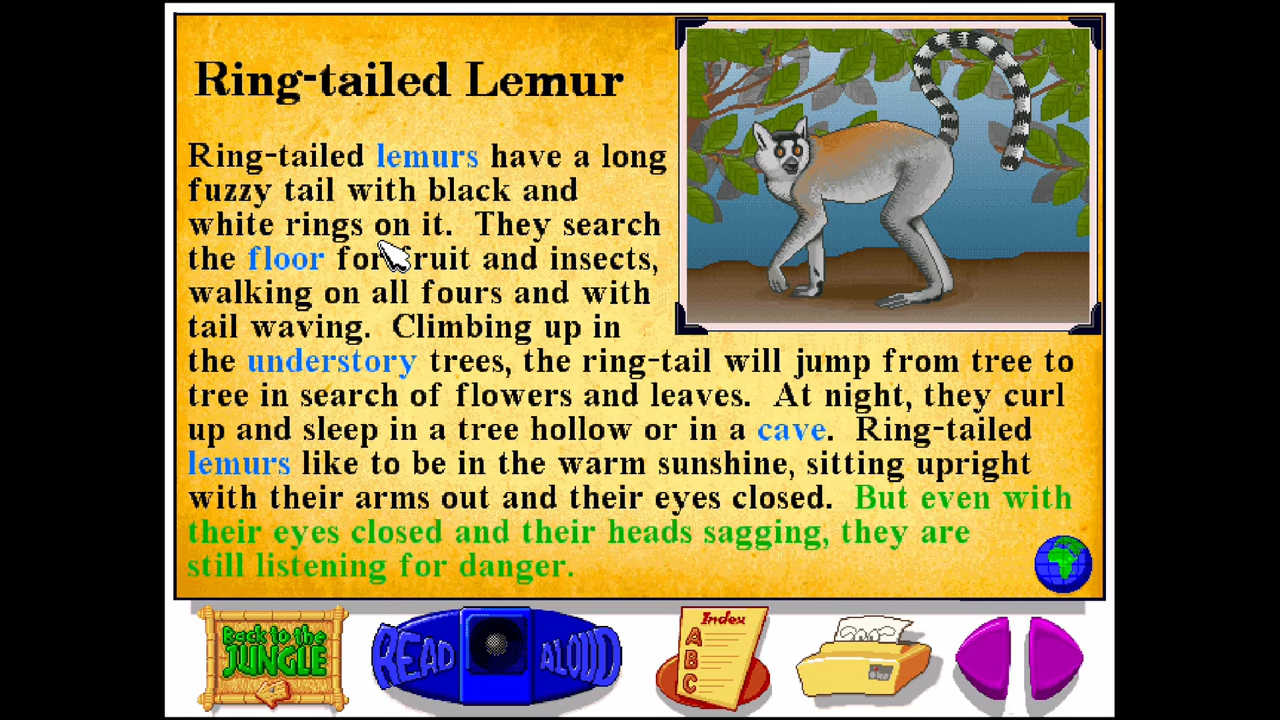 Ring-tailed Lemur
Ring-tailed lemurs have a long
fuzzy tail with black and
white rings on it.  They search
the floor for fruit and insects,
walking on all fours and with
tail waving.  Climbing up in
the understory trees, the ring-tail will jump from tree to
tree in search of flowers and leaves.  At night, they curl
up and sleep in a tree hollow or in a cave.  Ring-tailed
lemurs like to be in the warm sunshine, sitting upright
with their arms out and their eyes closed.  But even with
their eyes closed and their heads sagging, they are
still listening for danger.
Back to the
JUNGLE
READ ALOUD
Index
A
B
C